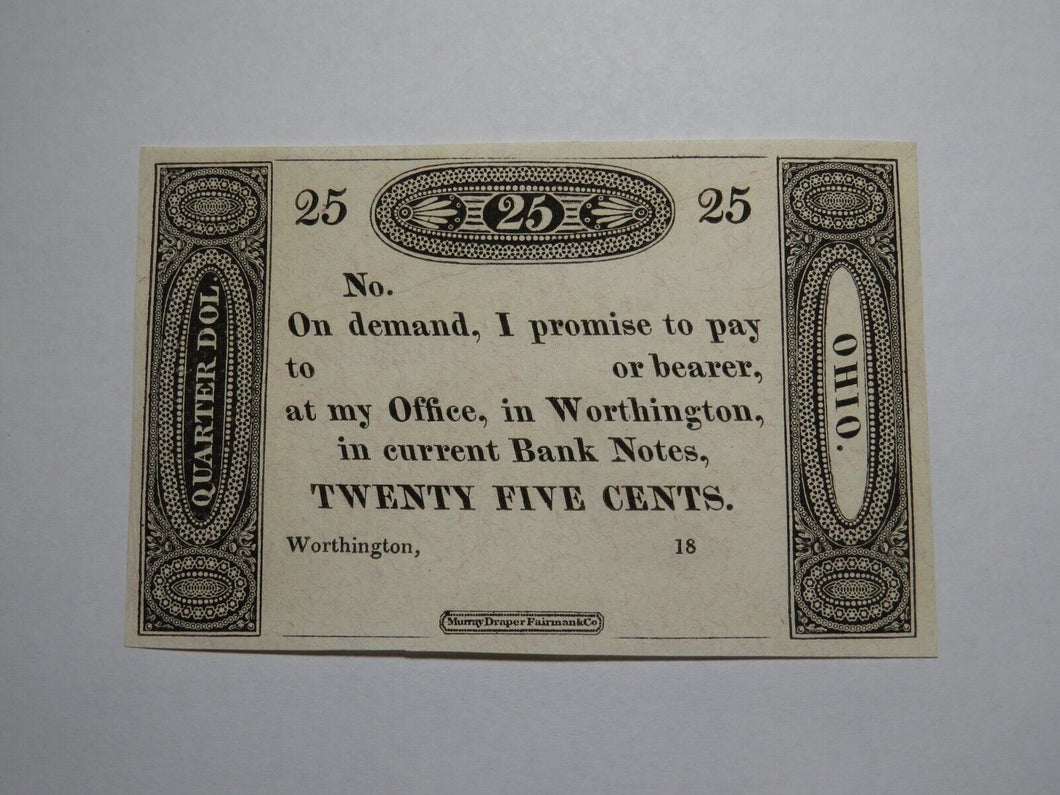 25 25 25
No.
On demand, I promise to pay
to or bearer,
at my Office, in Worthington,
in current Bank Notes,
TWENTY FIVE CENTS.
Worthington, 18
Murray Draper Fairman & Co
QUARTER DOL.
OHIO.